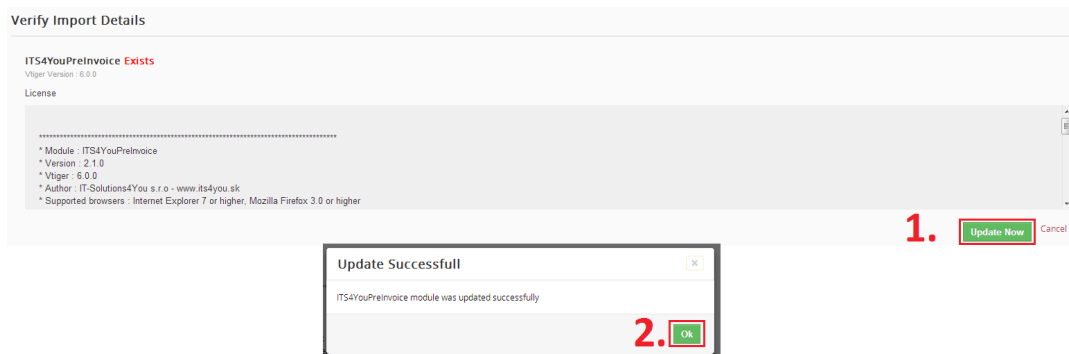 Verify Import Details
ITS4YouPreInvoice Exists
Vtiger Version : 6.0.0
License
*************************************************************************************
* Module : ITS4YouPreInvoice
* Version : 2.1.0
* Vtiger : 6.0.0
* Author : IT-Solutions4You s.r.o - www.its4you.sk
* Supported browsers : Internet Explorer 7 or higher, Mozilla Firefox 3.0 or higher
1. Update Now Cancel
Update Successfull ×
ITS4YouPreInvoice module was updated successfully
2. Ok